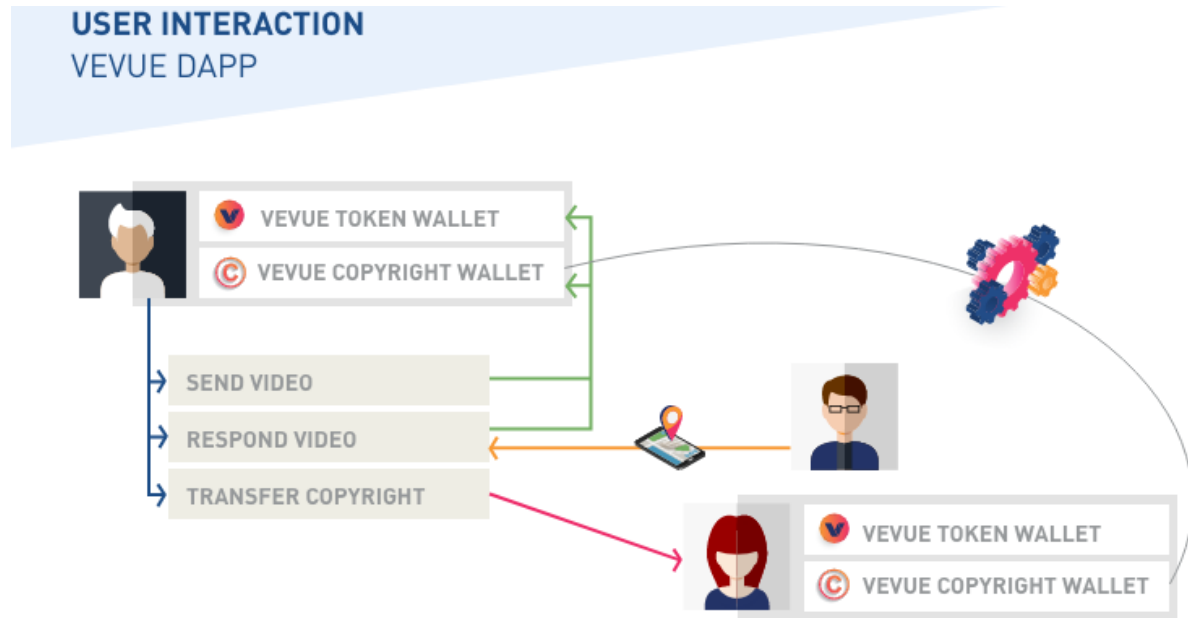 USER INTERACTION
VEVUE DAPP
VEVUE TOKEN WALLET
VEVUE COPYRIGHT WALLET
SEND VIDEO
RESPOND VIDEO
TRANSFER COPYRIGHT
VEVUE TOKEN WALLET
VEVUE COPYRIGHT WALLET